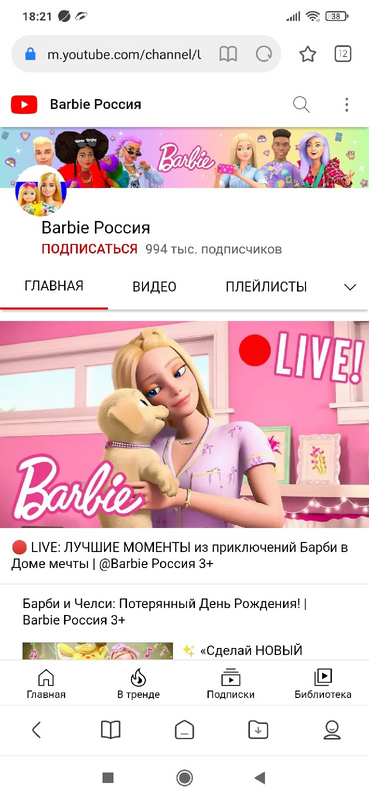 18:21
38
m.youtube.com/channel/U
12
Barbie Россия
Barbie
Barbie Россия
ПОДПИСАТЬСЯ 994 тыс. подписчиков
ГЛАВНАЯ ВИДЕО ПЛЕЙЛИСТЫ
LIVE!
Barbie
🔴 LIVE: ЛУЧШИЕ МОМЕНТЫ из приключений Барби в
Доме мечты | @Barbie Россия 3+
Барби и Челси: Потерянный День Рождения! |
Barbie Россия 3+
✨ «Сделай НОВЫЙ
Главная В тренде Подписки Библиотека